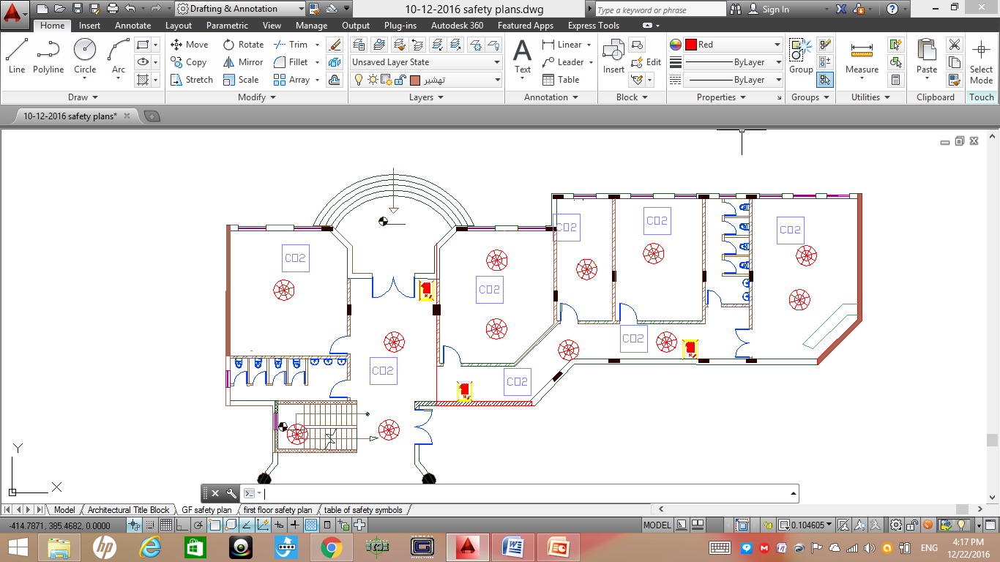 Drafting & Annotation
10-12-2016 safety plans.dwg
Type a keyword or phrase
Sign In
Home Insert Annotate Layout Parametric View Manage Output Plug-ins Autodesk 360 Featured Apps Express Tools
Line Polyline Circle Arc
Move Rotate Trim
Copy Mirror Fillet
Stretch Scale Array
Unsaved Layer State
تهشير
Text
Linear
Leader
Table
Insert
Edit
Red
ByLayer
ByLayer
Group
Measure
Paste
Select
Mode
Draw Modify Layers Annotation Block Properties Groups Utilities Clipboard Touch
10-12-2016 safety plans*
CO2
CO2
CO2
CO2
CO2
CO2
CO2
CO2
Y
X
Model Architectural Title Block GF safety plan first floor safety plan table of safety symbols
-414.7871, 385.4682, 0.0000
MODEL
0.104605
ENG
4:17 PM
12/22/2016